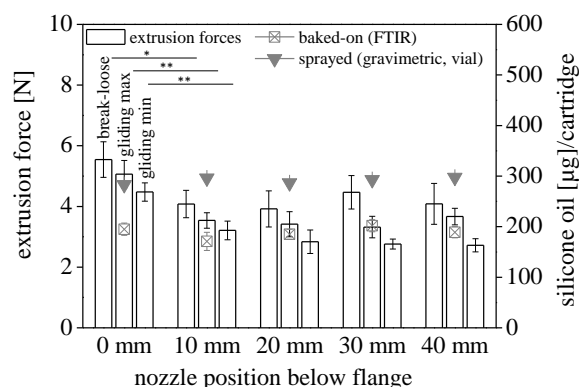 10
8
6
4
2
0
extrusion force [N]
extrusion forces
baked-on (FTIR)
sprayed (gravimetric, vial)
*
**
**
break-loose
gliding max
gliding min
600
500
400
300
200
100
0
silicone oil [µg]/cartridge
0 mm 10 mm 20 mm 30 mm 40 mm
nozzle position below flange